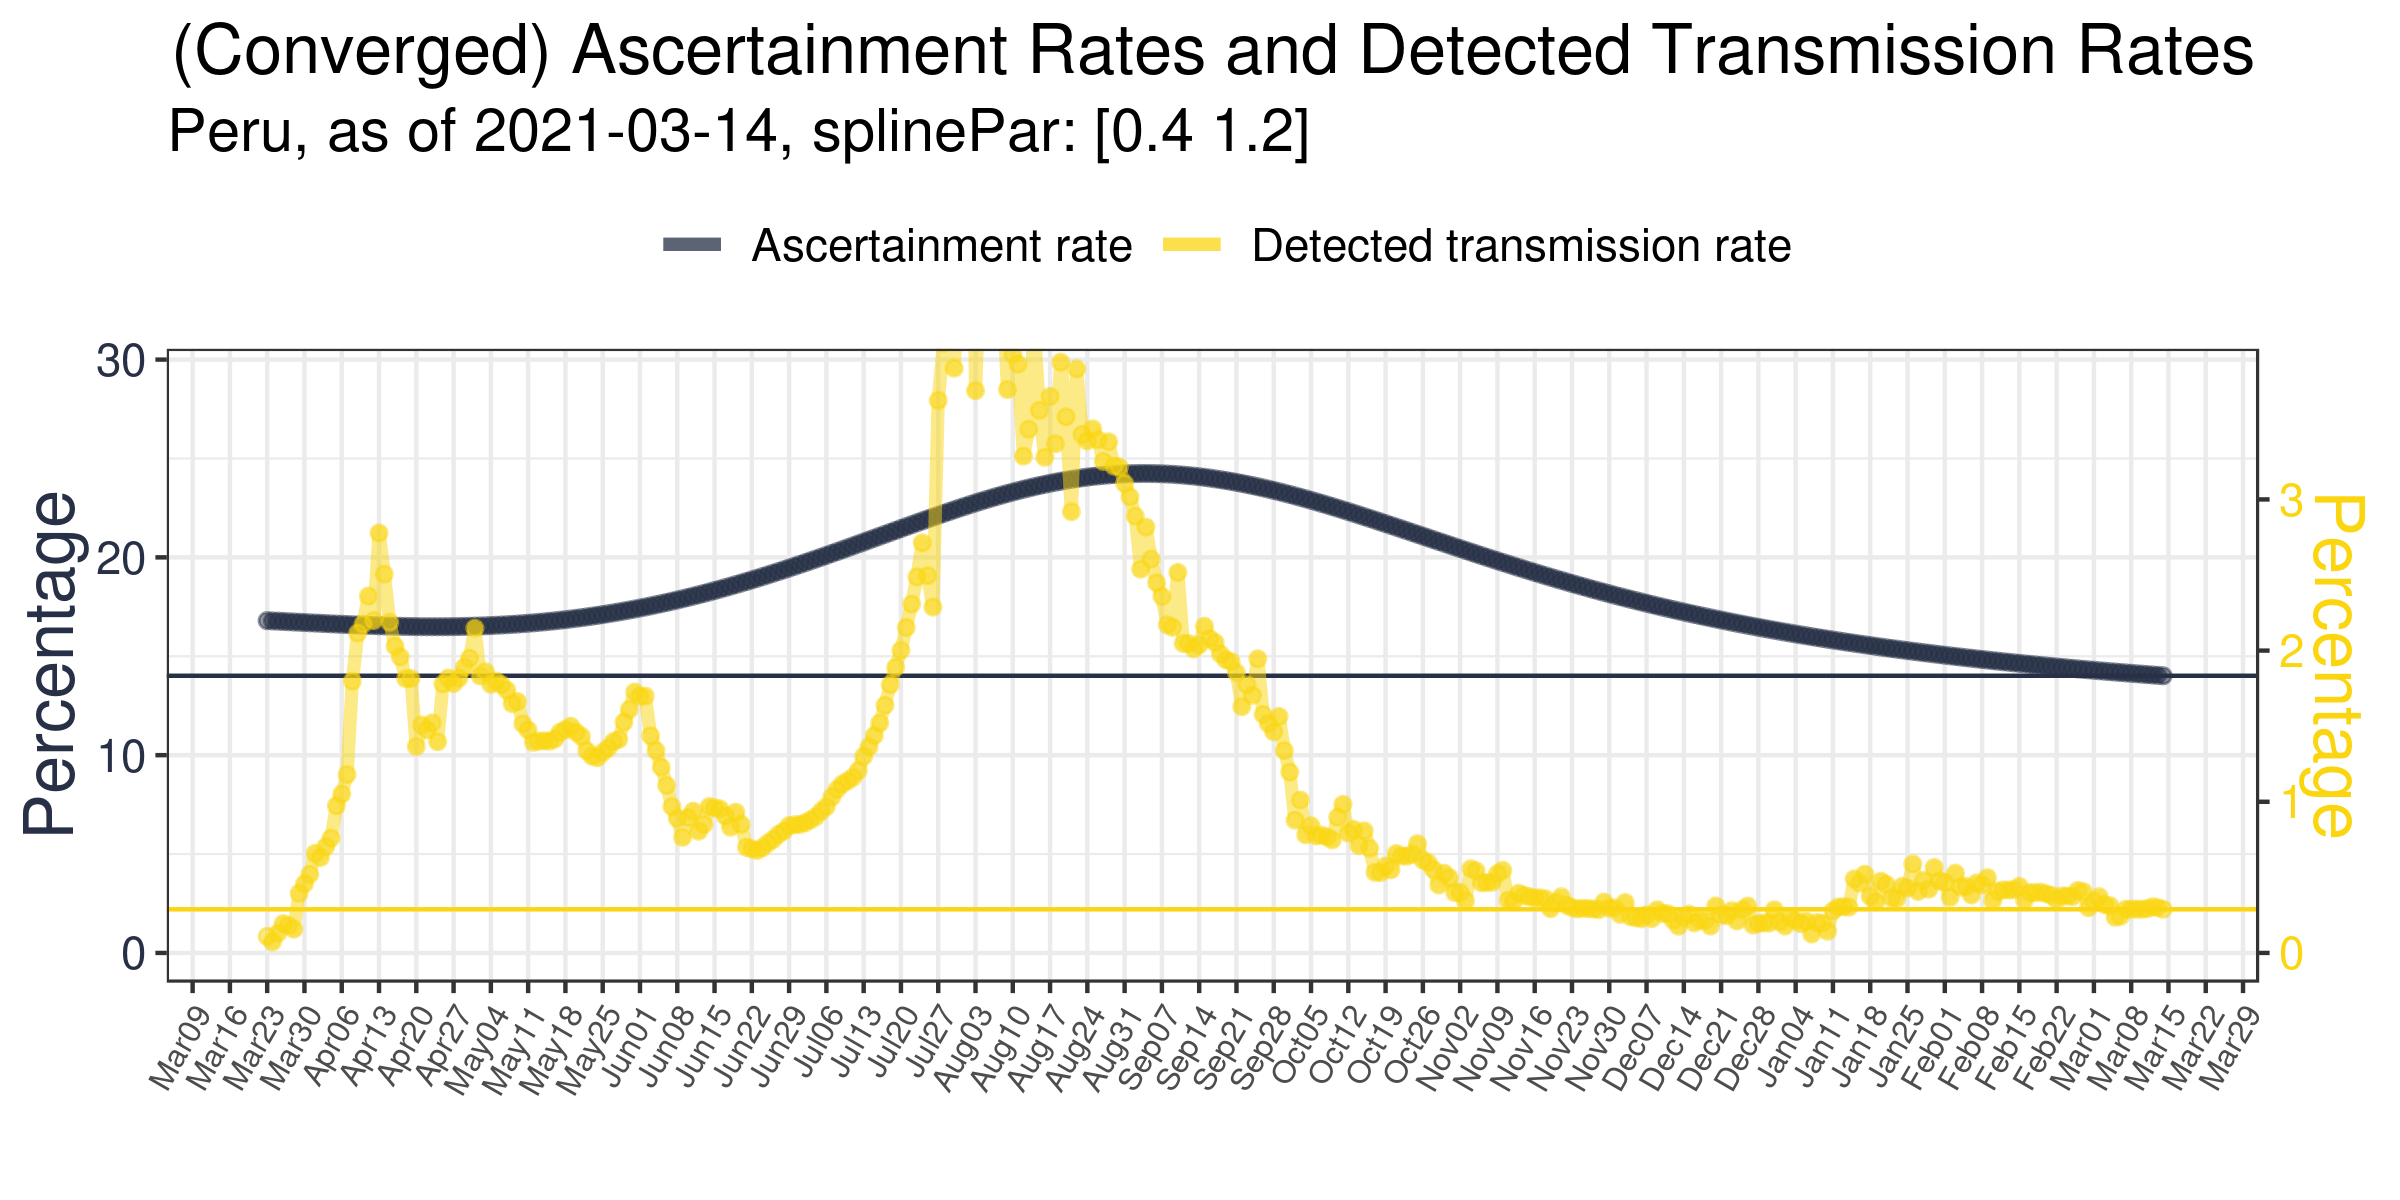 (Converged) Ascertainment Rates and Detected Transmission Rates
Peru, as of 2021-03-14, splinePar: [0.4 1.2]
Ascertainment rate Detected transmission rate
Percentage
30
20
10
0
3
2
1
0
Percentage
Mar09 Mar16 Mar23 Mar30 Apr06 Apr13 Apr20 Apr27 May04 May11 May18 May25 Jun01 Jun08 Jun15 Jun22 Jun29 Jul06 Jul13 Jul20 Jul27 Aug03 Aug10 Aug17 Aug24 Aug31 Sep07 Sep14 Sep21 Sep28 Oct05 Oct12 Oct19 Oct26 Nov02 Nov09 Nov16 Nov23 Nov30 Dec07 Dec14 Dec21 Dec28 Jan04 Jan11 Jan18 Jan25 Feb01 Feb08 Feb15 Feb22 Mar01 Mar08 Mar15 Mar22 Mar29